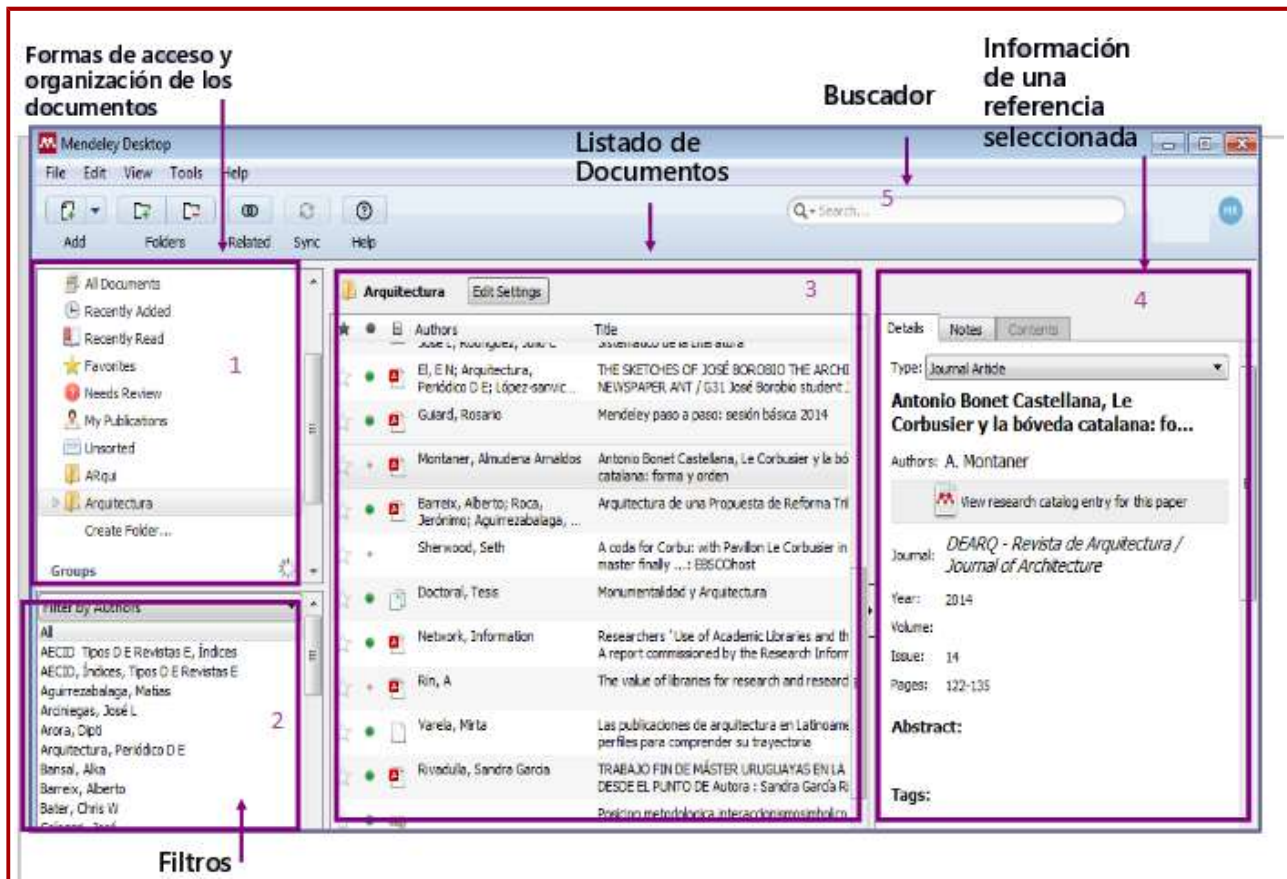 Formas de acceso y
organización de los
documentos
Buscador
Información
de una
referencia
seleccionada
Listado de
Documentos
Mendeley Desktop
File Edit View Tools Help
5
Search...
Add Folders Related Sync Help
1
All Documents
Recently Added
Recently Read
Favorites
Needs Review
My Publications
Unsorted
ARqui
Arquitectura
Create Folder...
Groups
2
Filter by Authors
All
AECID Tipos D E Revistas E, Índices
AECID, Índices, Tipos D E Revistas E
Aguirrezabalaga, Matias
Arciniegas, José L
Arora, Dipti
Arquitectura, Periódico D E
Bansal, Alka
Barreix, Alberto
Bater, Chris W
Filtros
3
Arquitectura Edit Settings
Authors Title
José L; Rodríguez, Julio C sistemático de la literatura
El, E N; Arquitectura, THE SKETCHES OF JOSÉ BOROBIO THE ARCHI
Periódico D E; López-sanvic... NEWSPAPER ANT / G31 José Borobio student
Guiard, Rosario Mendeley paso a paso: sesión básica 2014
Montaner, Almudena Arnaldos Antonio Bonet Castellana, Le Corbusier y la bó
catalana: forma y orden
Barreix, Alberto; Roca, Arquitectura de una Propuesta de Reforma Tri
Jerónimo; Aguirrezabalaga, ...
Sherwood, Seth A coda for Corbu: with Pavillon Le Corbusier in
master finally ...: EBSCOhost
Doctoral, Tesis Monumentalidad y Arquitectura
Network, Information Researchers ' Use of Academic Libraries and th
A report commissioned by the Research Inform
Rin, A The value of libraries for research and research
Varela, Mirta Las publicaciones de arquitectura en Latinoame
perfiles para comprender su trayectoria
Rivadulla, Sandra Garcia TRABAJO FIN DE MÁSTER URUGUAYAS EN LA
DESDE EL PUNTO DE Autora : Sandra García Ri
Posicion metodologica interaccionismosimbolico
4
Details Notes Contents
Type: Journal Article
Antonio Bonet Castellana, Le
Corbusier y la bóveda catalana: fo...
Authors: A. Montaner
View research catalog entry for this paper
Journal: DEARQ - Revista de Arquitectura /
Journal of Architecture
Year: 2014
Volume:
Issue: 14
Pages: 122-135
Abstract:
Tags: